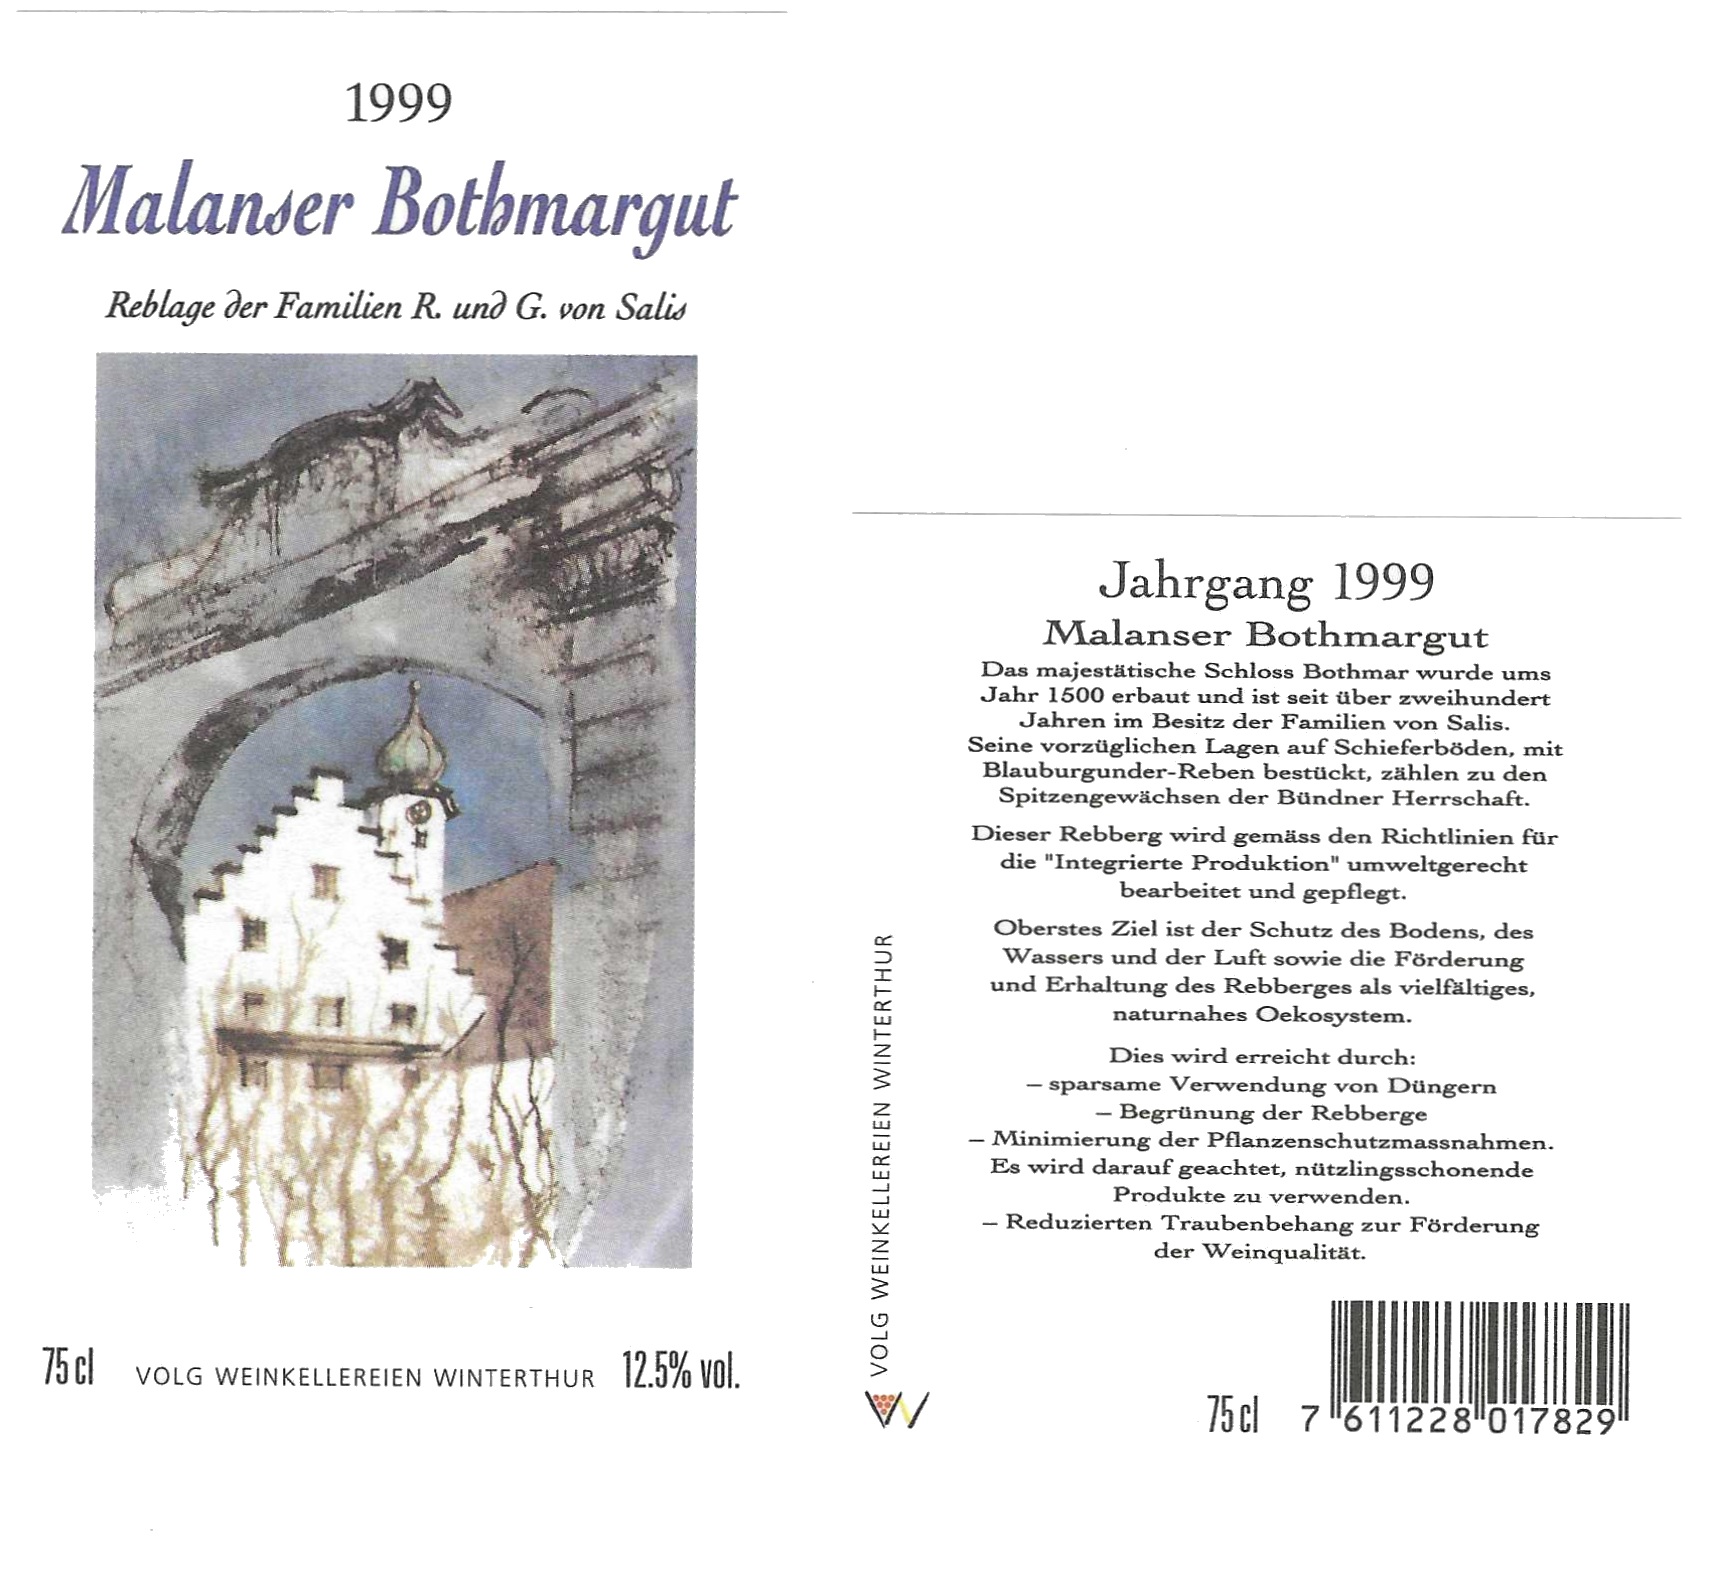 1999
Malanser Bothmargut
Reblage der Familien R. und G. von Salis
75 cl
VOLG WEINKELLEREIEN WINTERTHUR
12.5% vol.
Jahrgang 1999
Malanser Bothmargut
Das majestätische Schloss Bothmar wurde ums
Jahr 1500 erbaut und ist seit über zweihundert
Jahren im Besitz der Familien von Salis.
Seine vorzüglichen Lagen auf Schieferböden, mit
Blauburgunder-Reben bestückt, zählen zu den
Spitzengewächsen der Bündner Herrschaft.
Dieser Rebberg wird gemäss den Richtlinien für
die "Integrierte Produktion" umweltgerecht
bearbeitet und gepflegt.
Oberstes Ziel ist der Schutz des Bodens, des
Wassers und der Luft sowie die Förderung
und Erhaltung des Rebberges als vielfältiges,
naturnahes Oekosystem.
Dies wird erreicht durch:
– sparsame Verwendung von Düngern
– Begrünung der Rebberge
– Minimierung der Pflanzenschutzmassnahmen.
Es wird darauf geachtet, nützlingsschonende
Produkte zu verwenden.
– Reduzierten Traubenbehang zur Förderung
der Weinqualität.
VOLG WEINKELLEREIEN WINTERTHUR
75 cl
7 611228 017829